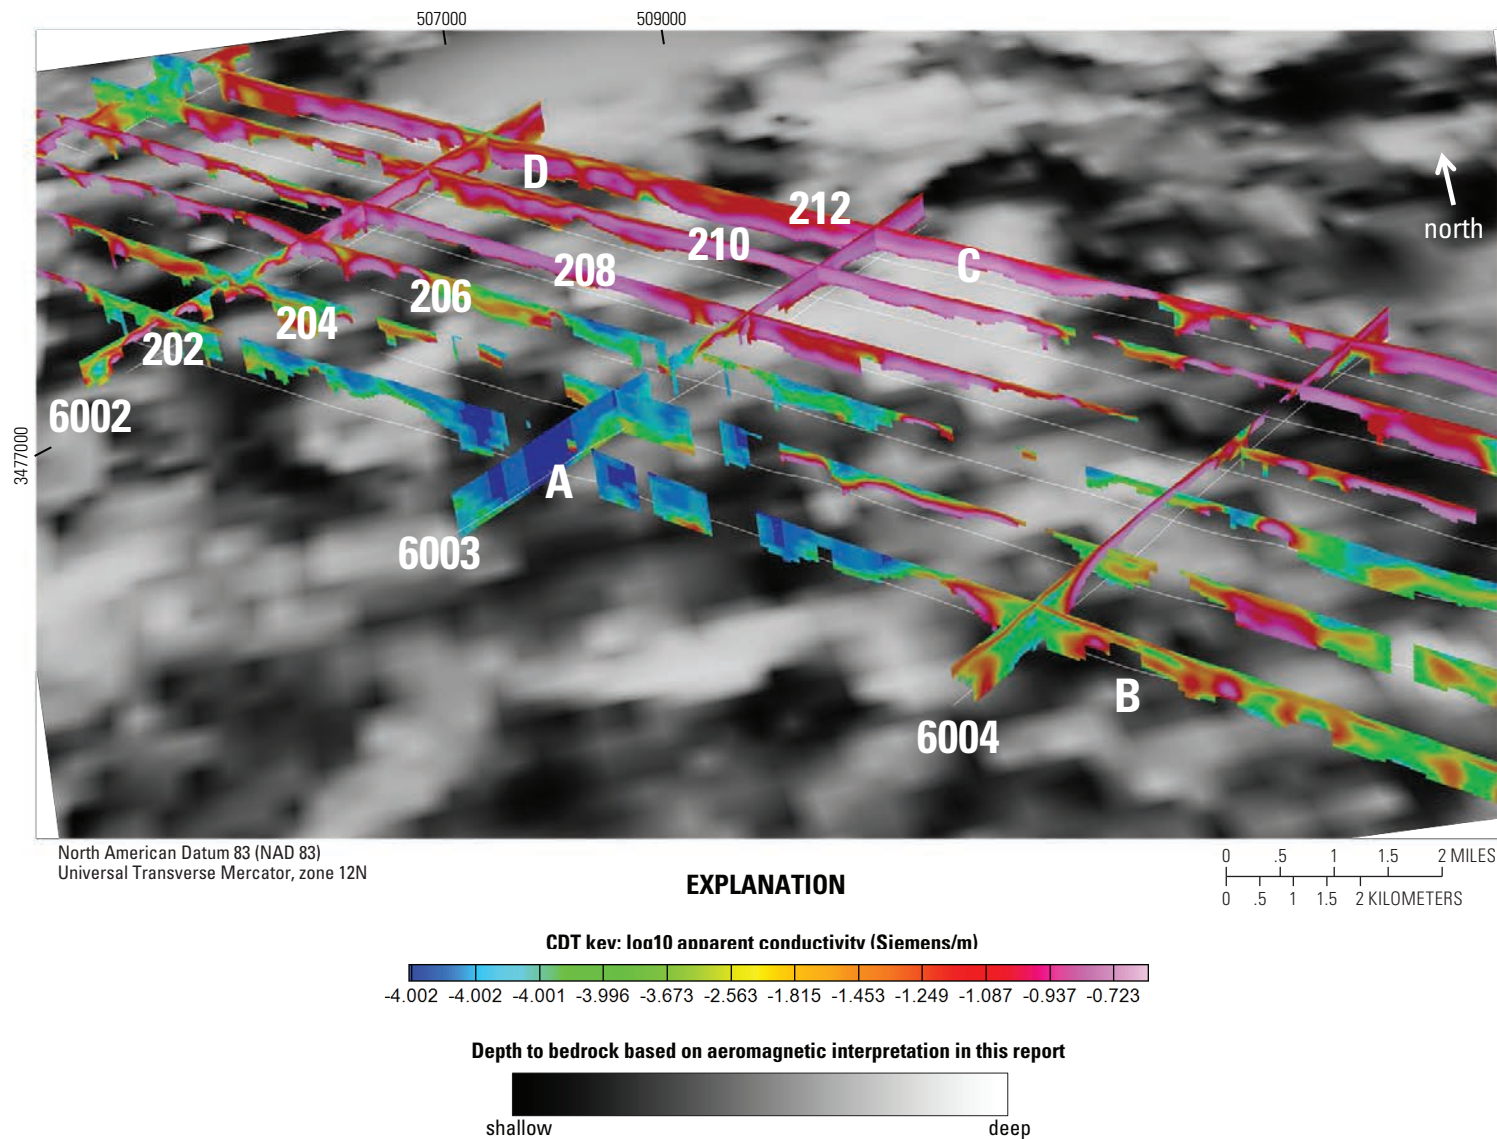 507000
509000
D
212
C
north
210
208
206
204
202
6002
3477000
A
6003
B
6004
North American Datum 83 (NAD 83)
Universal Transverse Mercator, zone 12N
0 .5 1 1.5 2 MILES
0 .5 1 1.5 2 KILOMETERS
EXPLANATION
CDT key: log10 apparent conductivity (Siemens/m)
-4.002 -4.002 -4.001 -3.996 -3.673 -2.563 -1.815 -1.453 -1.249 -1.087 -0.937 -0.723
Depth to bedrock based on aeromagnetic interpretation in this report
shallow deep